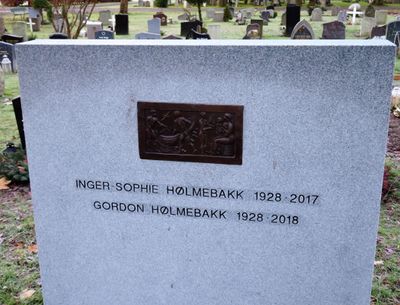 INGER-SOPHIE HØLMEBAKK 1928-2017
GORDON HØLMEBAKK 1928-2018